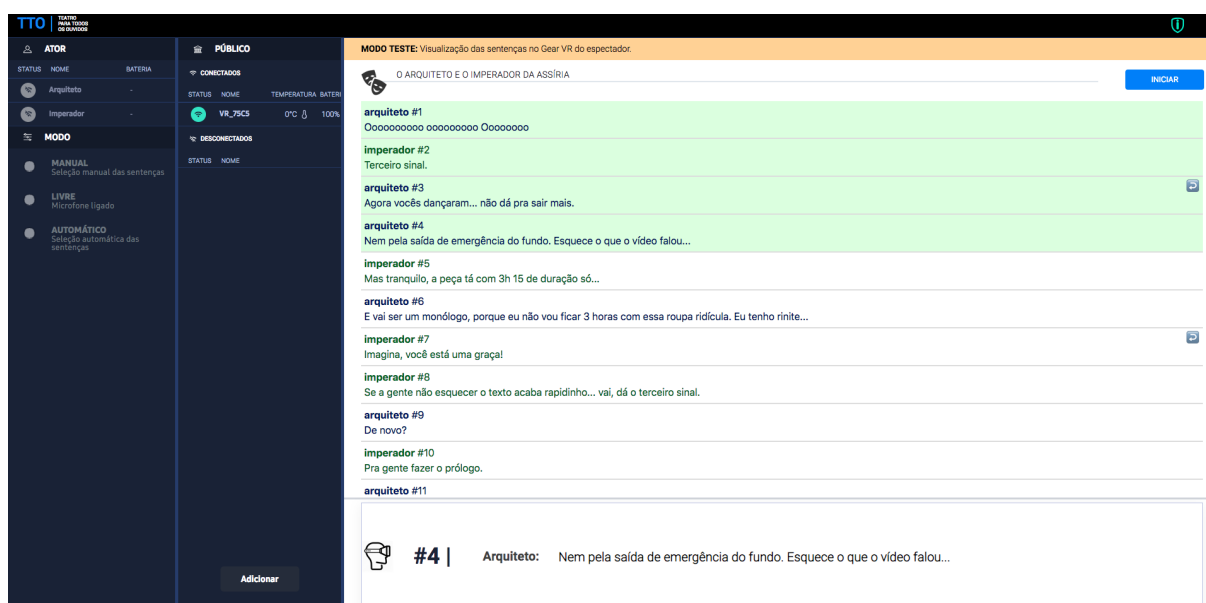 TTO
TEATRO
PARA TODOS
OS OUVIDOS
ATOR
STATUS NOME BATERIA
Arquiteto -
Imperador -
MODO
MANUAL
Seleção manual das sentenças
LIVRE
Microfone ligado
AUTOMÁTICO
Seleção automática das
sentenças
PÚBLICO
CONECTADOS
STATUS NOME TEMPERATURA BATERI
VR_75C5 0°C 100%
DESCONECTADOS
STATUS NOME
Adicionar
MODO TESTE: Visualização das sentenças no Gear VR do espectador.
O ARQUITETO E O IMPERADOR DA ASSÍRIA
INICIAR
arquiteto #1
Oooooooooo ooooooooo Oooooooo
imperador #2
Terceiro sinal.
arquiteto #3
Agora vocês dançaram... não dá pra sair mais.
arquiteto #4
Nem pela saída de emergência do fundo. Esquece o que o vídeo falou...
imperador #5
Mas tranquilo, a peça tá com 3h 15 de duração só...
arquiteto #6
E vai ser um monólogo, porque eu não vou ficar 3 horas com essa roupa ridícula. Eu tenho rinite...
imperador #7
Imagina, você está uma graça!
imperador #8
Se a gente não esquecer o texto acaba rapidinho... vai, dá o terceiro sinal.
arquiteto #9
De novo?
imperador #10
Pra gente fazer o prólogo.
arquiteto #11
#4 | Arquiteto: Nem pela saída de emergência do fundo. Esquece o que o vídeo falou...